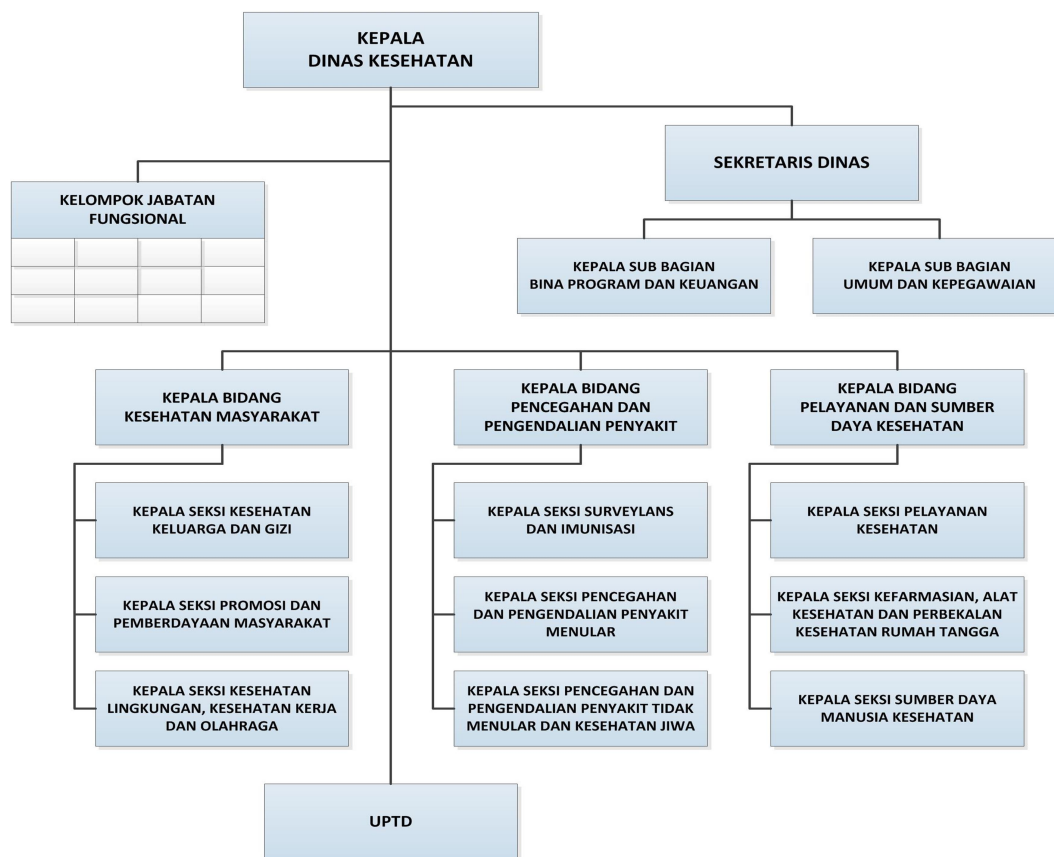 KEPALA
DINAS KESEHATAN
SEKRETARIS DINAS
KELOMPOK JABATAN
FUNGSIONAL
KEPALA SUB BAGIAN
BINA PROGRAM DAN KEUANGAN
KEPALA SUB BAGIAN
UMUM DAN KEPEGAWAIAN
KEPALA BIDANG
KESEHATAN MASYARAKAT
KEPALA BIDANG
PENCEGAHAN DAN
PENGENDALIAN PENYAKIT
KEPALA BIDANG
PELAYANAN DAN SUMBER
DAYA KESEHATAN
KEPALA SEKSI KESEHATAN
KELUARGA DAN GIZI
KEPALA SEKSI SURVEYLANS
DAN IMUNISASI
KEPALA SEKSI PELAYANAN
KESEHATAN
KEPALA SEKSI PROMOSI DAN
PEMBERDAYAAN MASYARAKAT
KEPALA SEKSI PENCEGAHAN
DAN PENGENDALIAN PENYAKIT
MENULAR
KEPALA SEKSI KEFARMASIAN, ALAT
KESEHATAN DAN PERBEKALAN
KESEHATAN RUMAH TANGGA
KEPALA SEKSI KESEHATAN
LINGKUNGAN, KESEHATAN KERJA
DAN OLAHRAGA
KEPALA SEKSI PENCEGAHAN DAN
PENGENDALIAN PENYAKIT TIDAK
MENULAR DAN KESEHATAN JIWA
KEPALA SEKSI SUMBER DAYA
MANUSIA KESEHATAN
UPTD